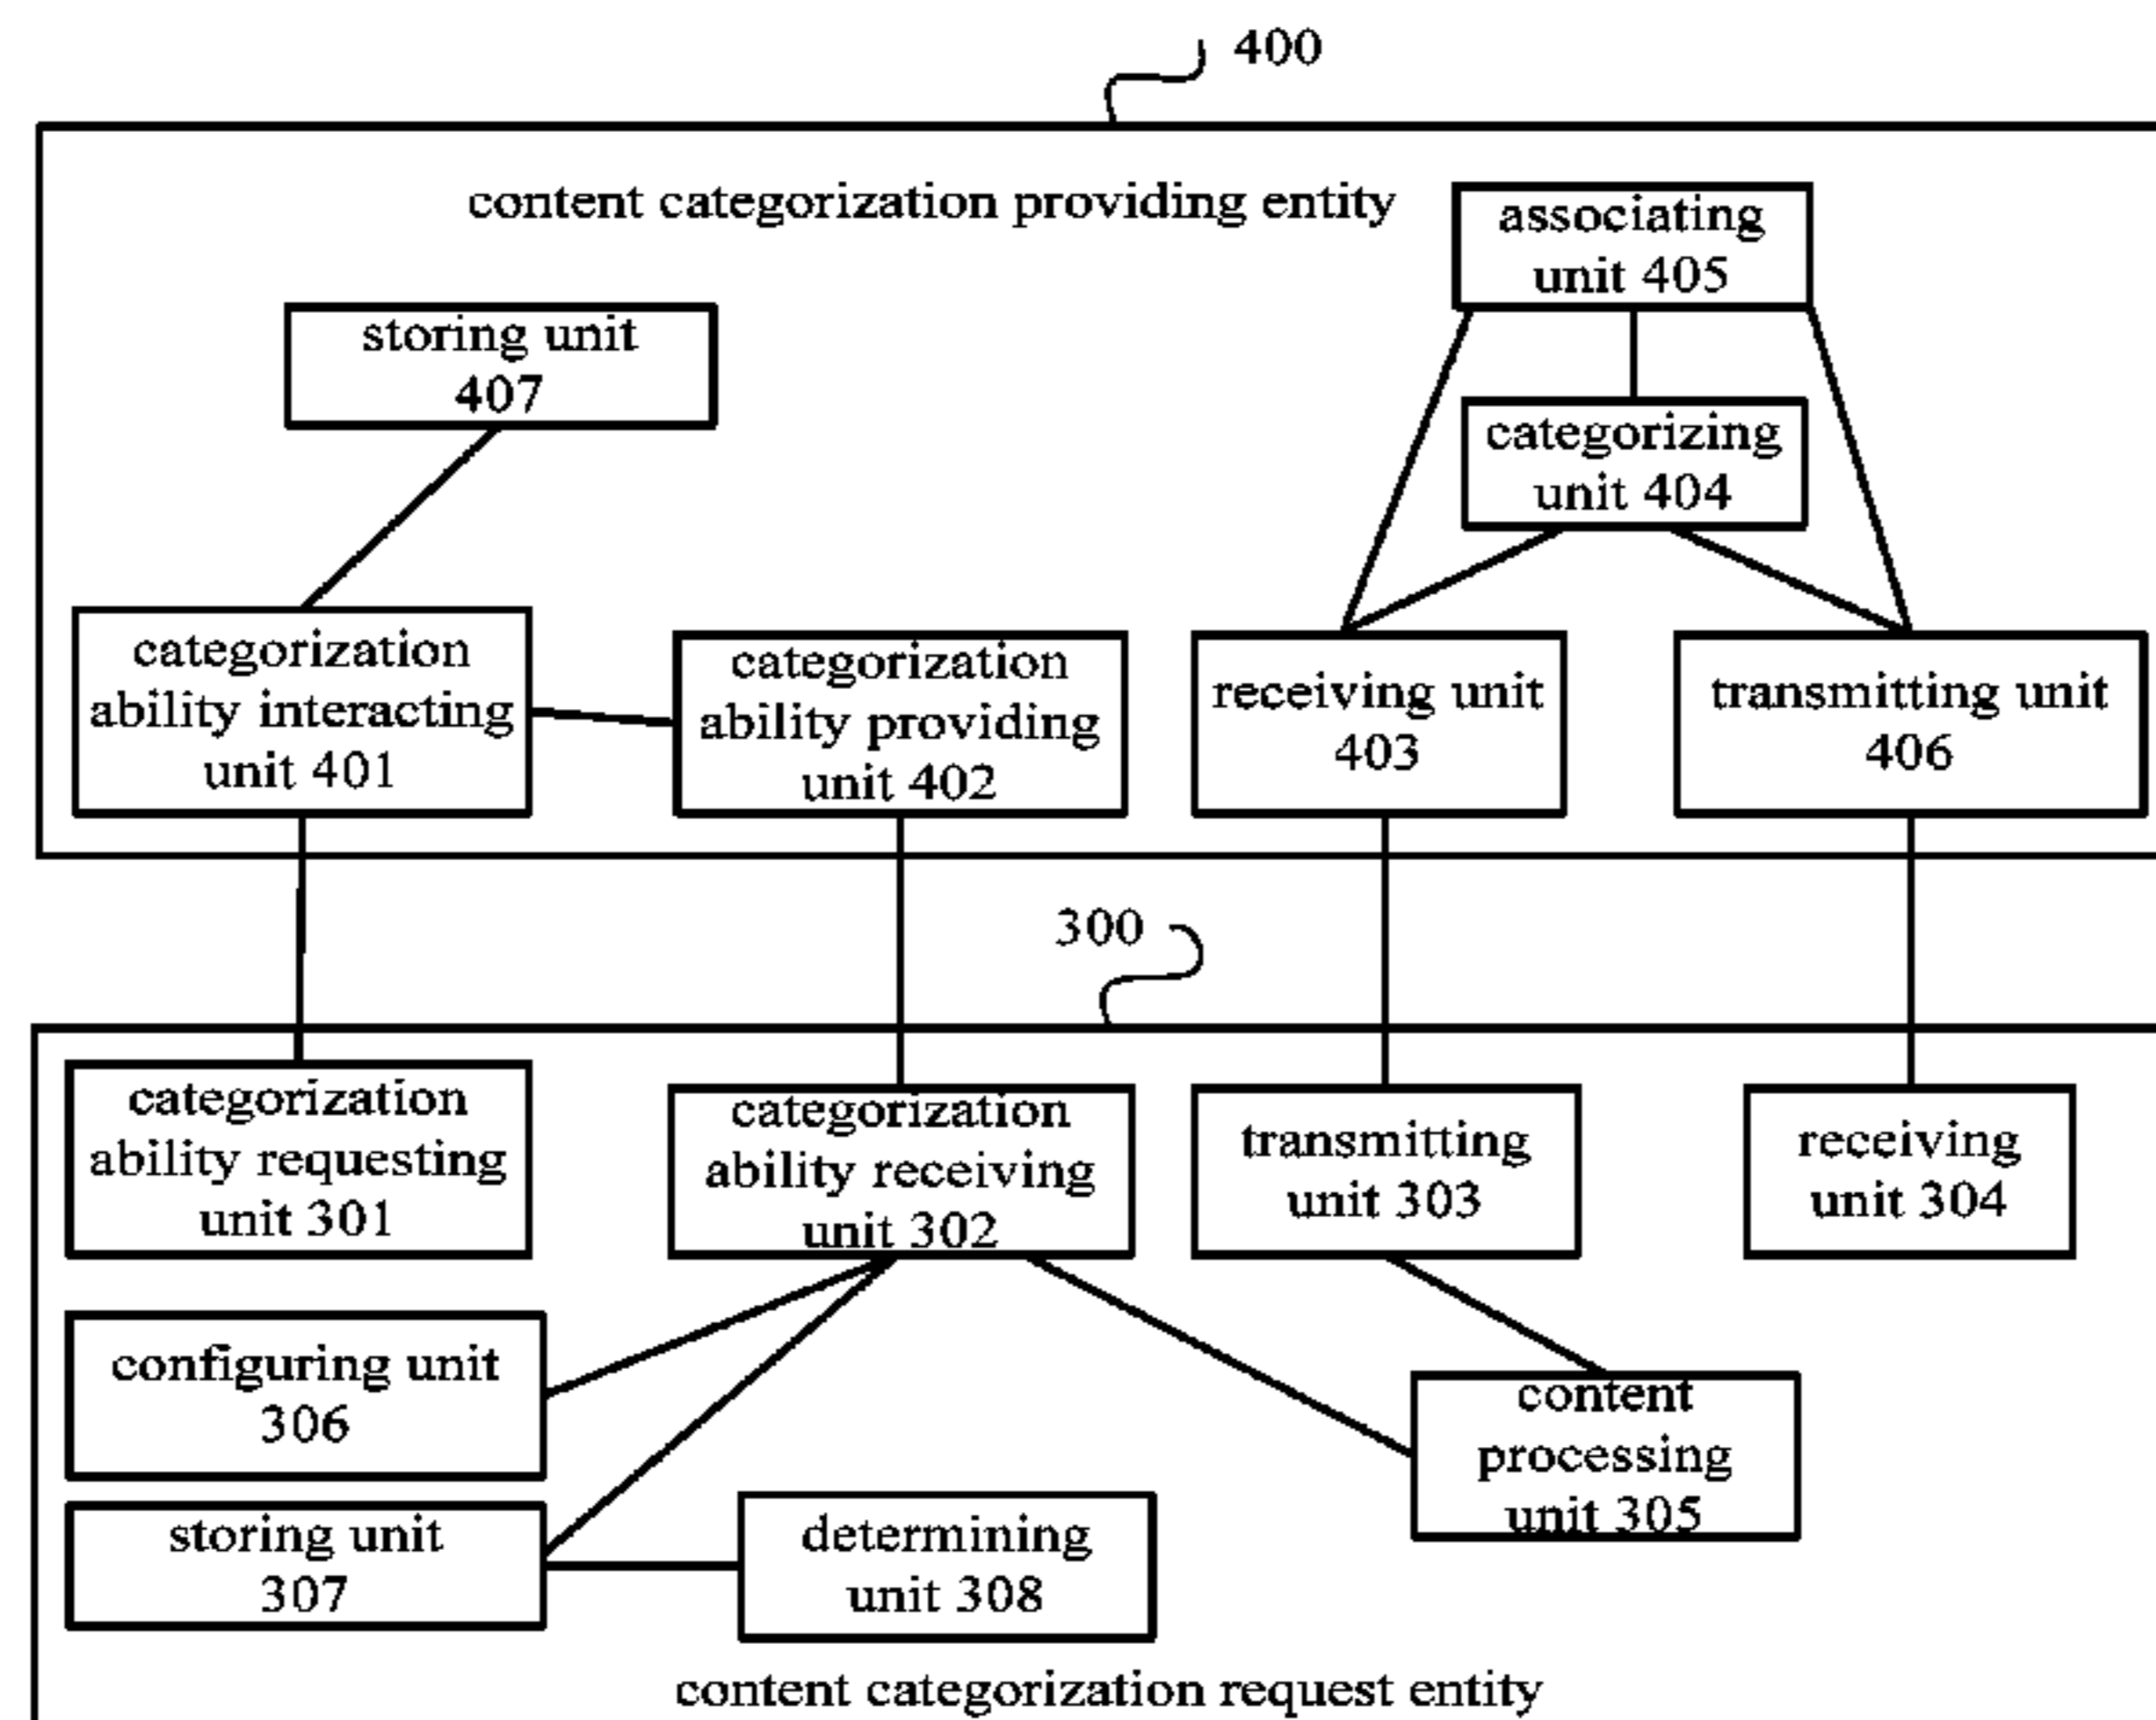 400
content categorization providing entity
associating
unit 405
storing unit
407
categorizing
unit 404
categorization
ability interacting
unit 401
categorization
ability providing
unit 402
receiving unit
403
transmitting unit
406
300
categorization
ability requesting
unit 301
categorization
ability receiving
unit 302
transmitting
unit 303
receiving
unit 304
configuring unit
306
content
processing
unit 305
storing unit
307
determining
unit 308
content categorization request entity